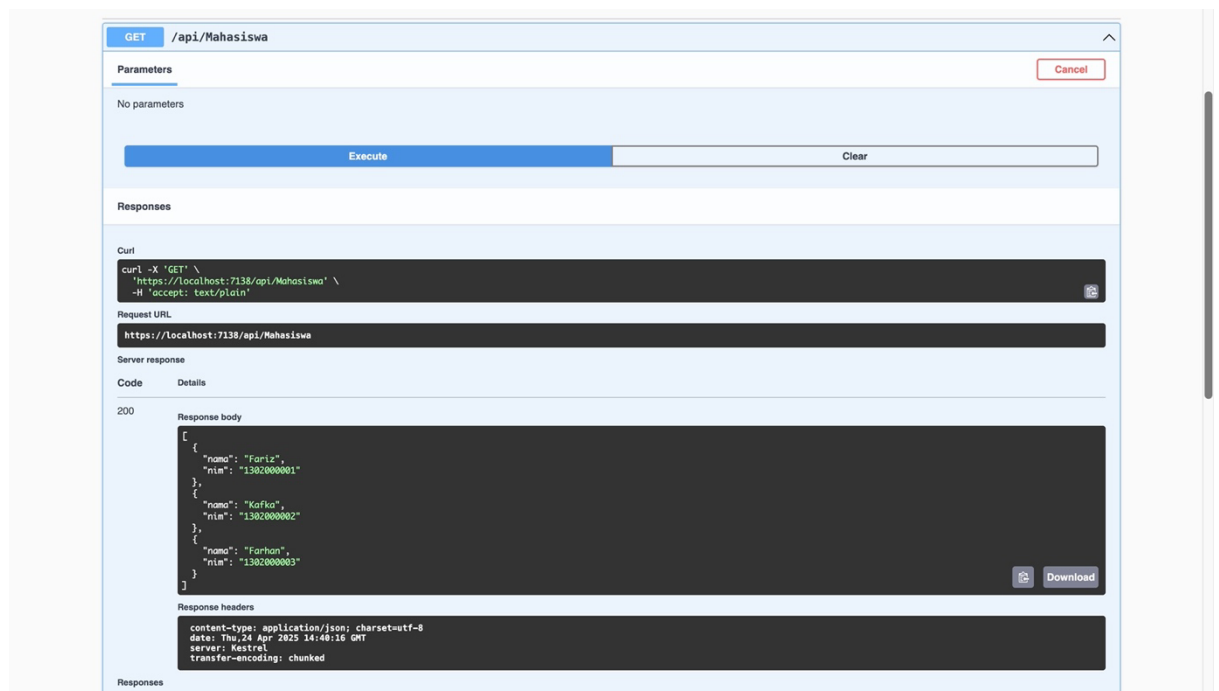 GET /api/Mahasiswa
Parameters
Cancel
No parameters
Execute
Clear
Responses
Curl
curl -X 'GET' \
'https://localhost:7138/api/Mahasiswa' \
-H 'accept: text/plain'
Request URL
https://localhost:7138/api/Mahasiswa
Server response
Code Details
200
Response body
[
{
"nama": "Fariz",
"nim": "1302000001"
},
{
"nama": "Kafka",
"nim": "1302000002"
},
{
"nama": "Farhan",
"nim": "1302000003"
}
]
Download
Response headers
content-type: application/json; charset=utf-8
date: Thu,24 Apr 2025 14:40:16 GMT
server: Kestrel
transfer-encoding: chunked
Responses